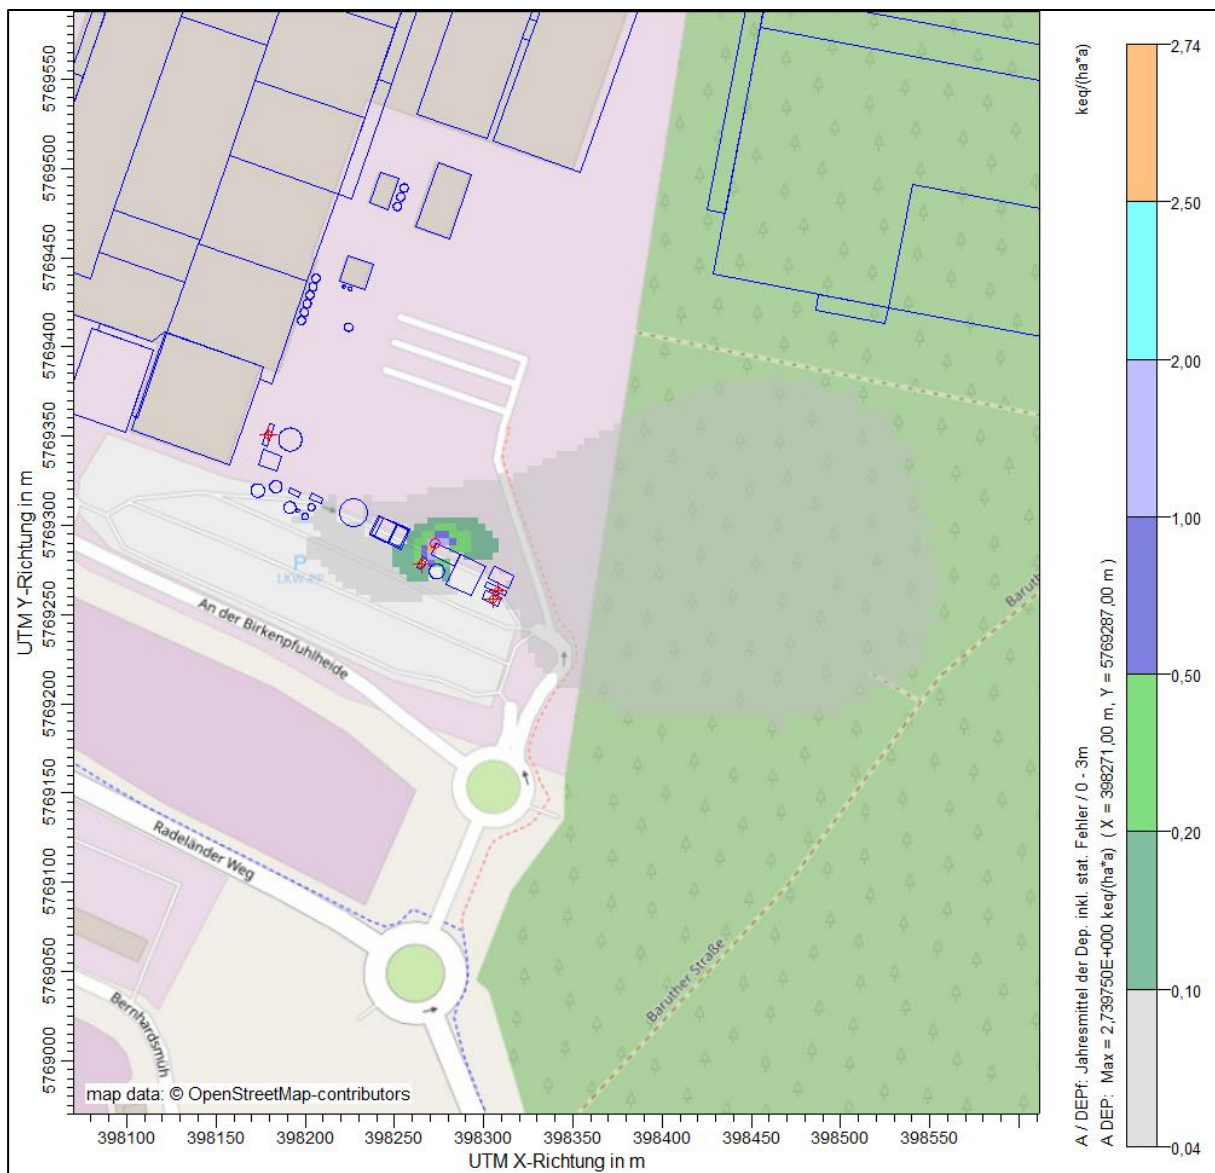 keq/(ha*a)
2,74
2,50
2,00
1,00
0,50
0,20
0,10
0,04
A / DEPf: Jahresmittel der Dep. inkl. stat. Fehler / 0 - 3m
A DEP: Max = 2,739750E+000 keq/(ha*a) ( X = 398271,00 m, Y = 5769287,00 m)
UTM Y-Richtung in m
5769550
5769500
5769450
5769400
5769350
5769300
5769250
5769200
5769150
5769100
5769050
5769000
P
LKW-PP
An der Birkenpfuhlheide
Radeländer Weg
Bernhardsmüh
Baruther Straße
Baruth
map data: © OpenStreetMap-contributors
398100 398150 398200 398250 398300 398350 398400 398450 398500 398550
UTM X-Richtung in m